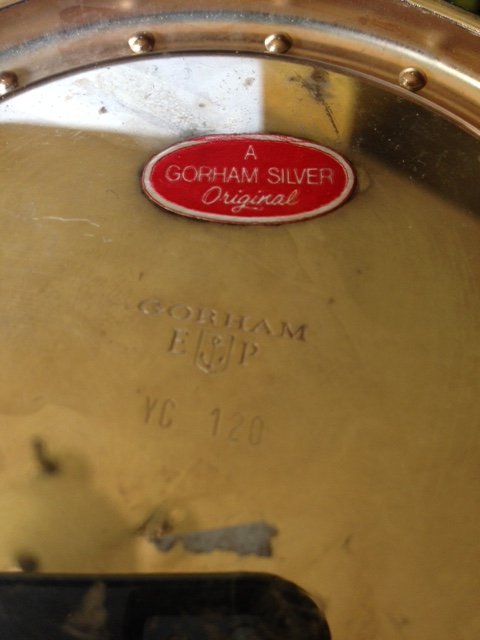 A
GORHAM SILVER
Original
GORHAM
E P
YC 120